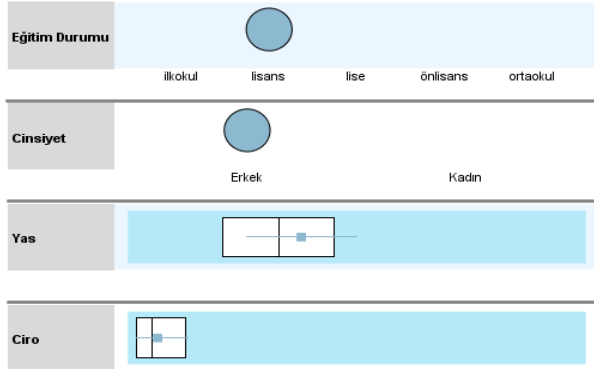 Eğitim Durumu
ilkokul lisans lise önlisans ortaokul
Cinsiyet
Erkek Kadın
Yas
Ciro